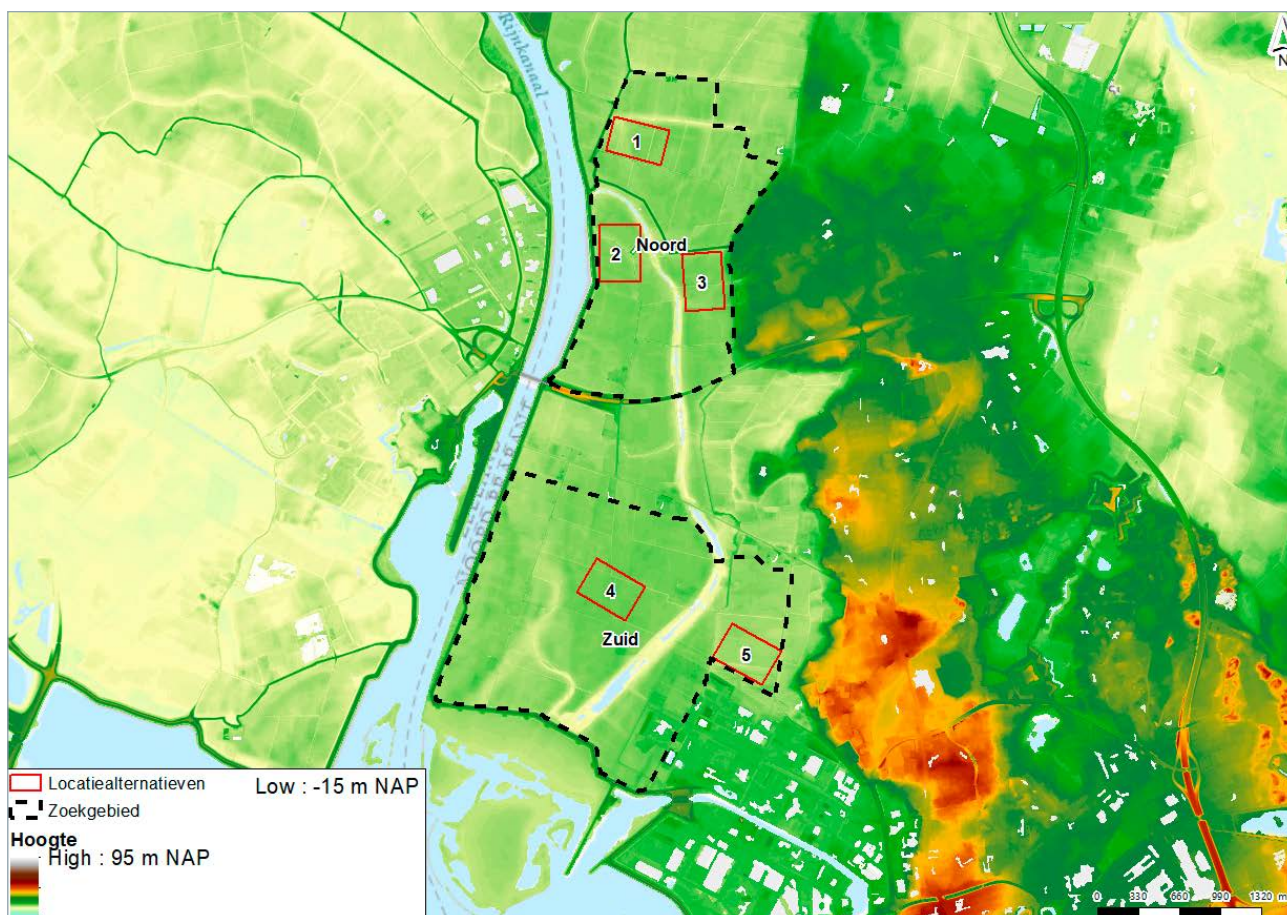 Rijnkanaal
N
1
2
Noord
3
4
Zuid
5
Locatiealternatieven
Low : -15 m NAP
Zoekgebied
Hoogte
High : 95 m NAP
0 330 660 990 1320 m